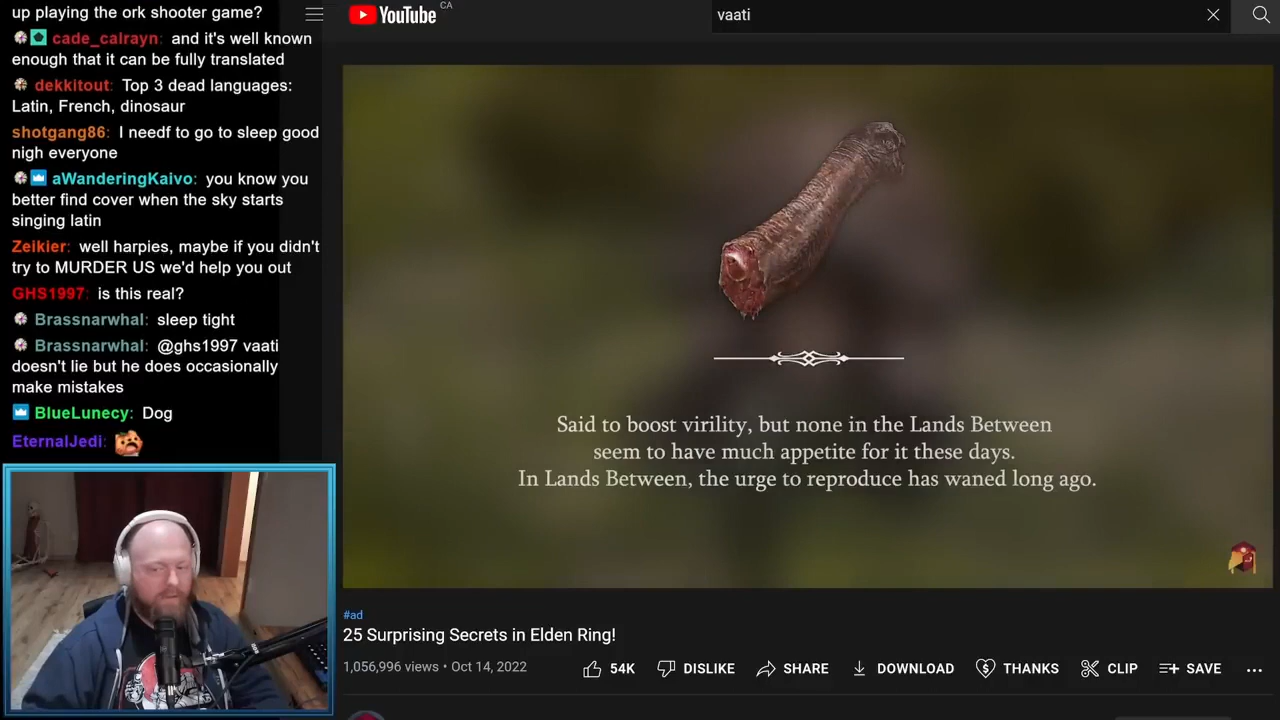 up playing the ork shooter game?
cade_calrayn: and it's well known
enough that it can be fully translated
dekkitout: Top 3 dead languages:
Latin, French, dinosaur
shotgang86: I needf to go to sleep good
nigh everyone
aWanderingKaivo: you know you
better find cover when the sky starts
singing latin
Zeikier: well harpies, maybe if you didn't
try to MURDER US we'd help you out
GHS1997: is this real?
Brassnarwhal: sleep tight
Brassnarwhal: @ghs1997 vaati
doesn't lie but he does occasionally
make mistakes
BlueLunecy: Dog
EternalJedi:
YouTube CA
vaati
Said to boost virility, but none in the Lands Between
seem to have much appetite for it these days.
In Lands Between, the urge to reproduce has waned long ago.
#ad
25 Surprising Secrets in Elden Ring!
1,056,996 views • Oct 14, 2022
54K
DISLIKE
SHARE
DOWNLOAD
THANKS
CLIP
SAVE